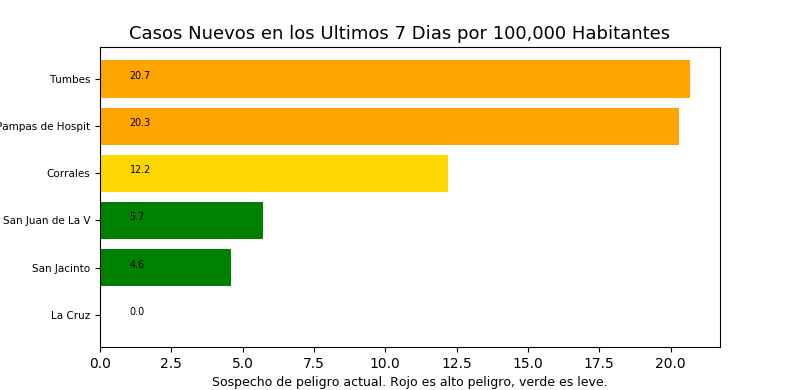 Casos Nuevos en los Ultimos 7 Dias por 100,000 Habitantes
Tumbes 20.7
Pampas de Hospit 20.3
Corrales 12.2
San Juan de La V 5.7
San Jacinto 4.6
La Cruz 0.0
0.0 2.5 5.0 7.5 10.0 12.5 15.0 17.5 20.0
Sospecho de peligro actual. Rojo es alto peligro, verde es leve.